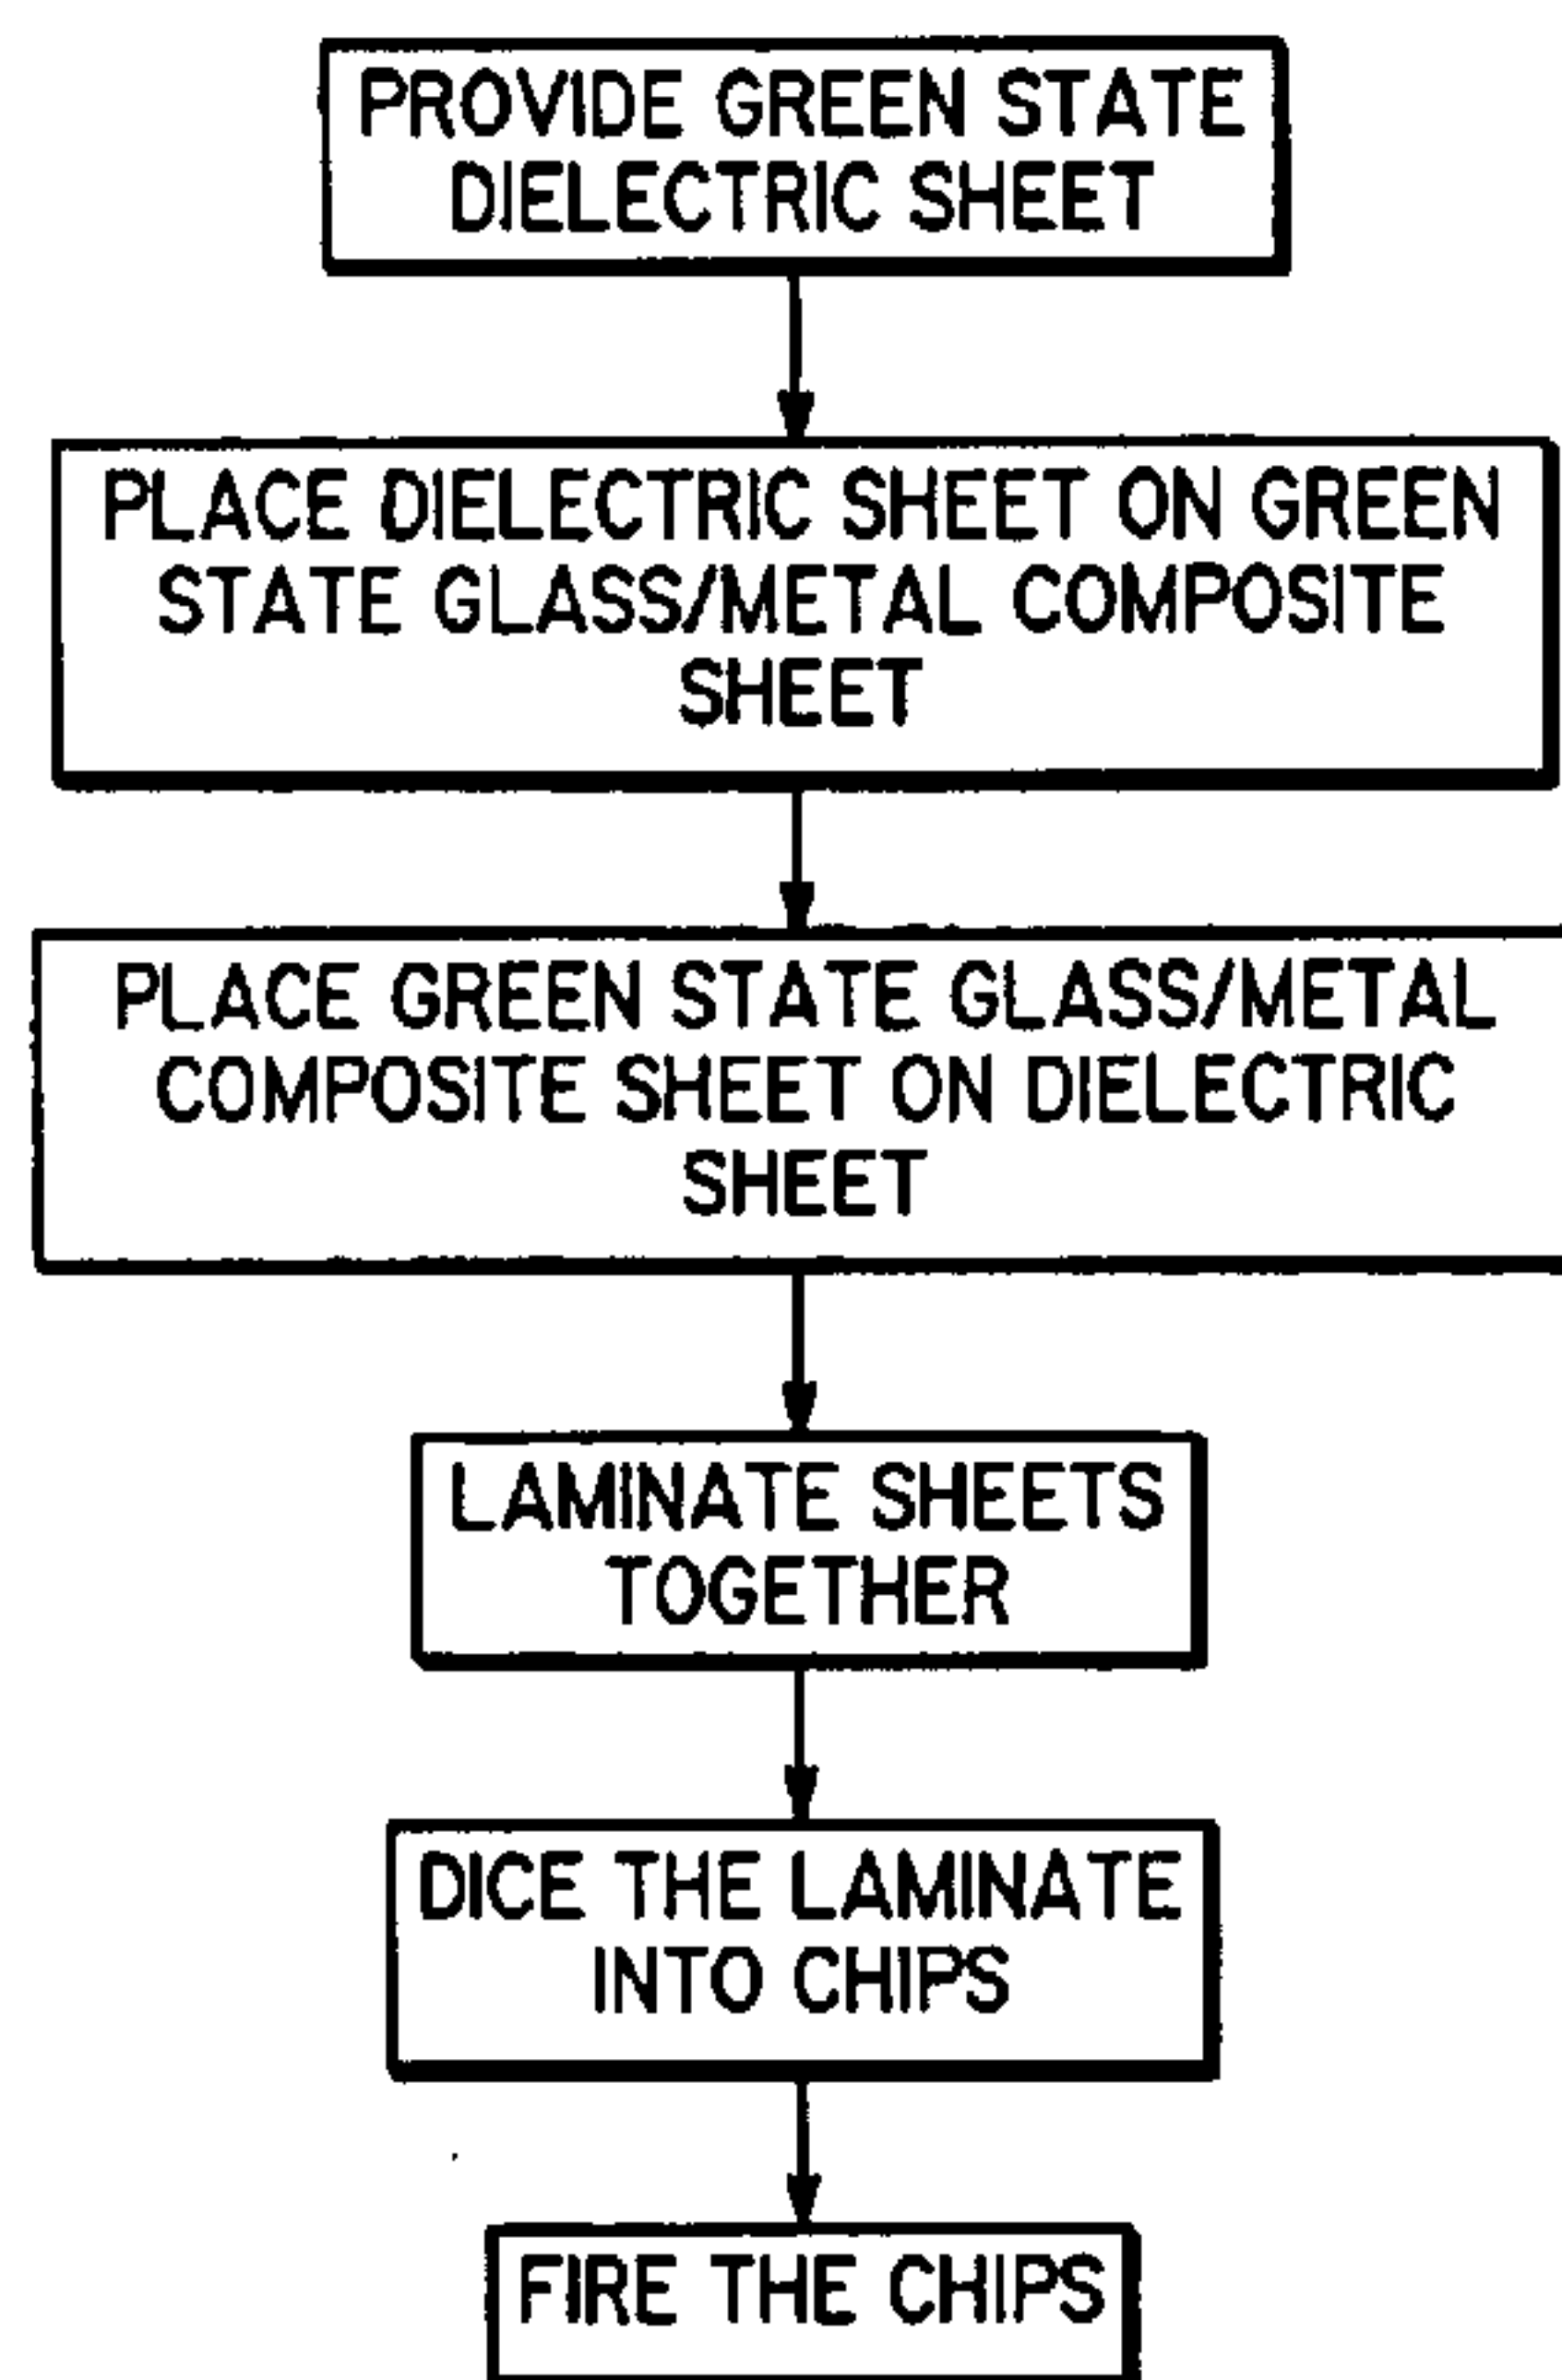 PROVIDE GREEN STATE
DIELECTRIC SHEET
PLACE DIELECTRIC SHEET ON GREEN
STATE GLASS/METAL COMPOSITE
SHEET
PLACE GREEN STATE GLASS/METAL
COMPOSITE SHEET ON DIELECTRIC
SHEET
LAMINATE SHEETS
TOGETHER
DICE THE LAMINATE
INTO CHIPS
FIRE THE CHIPS